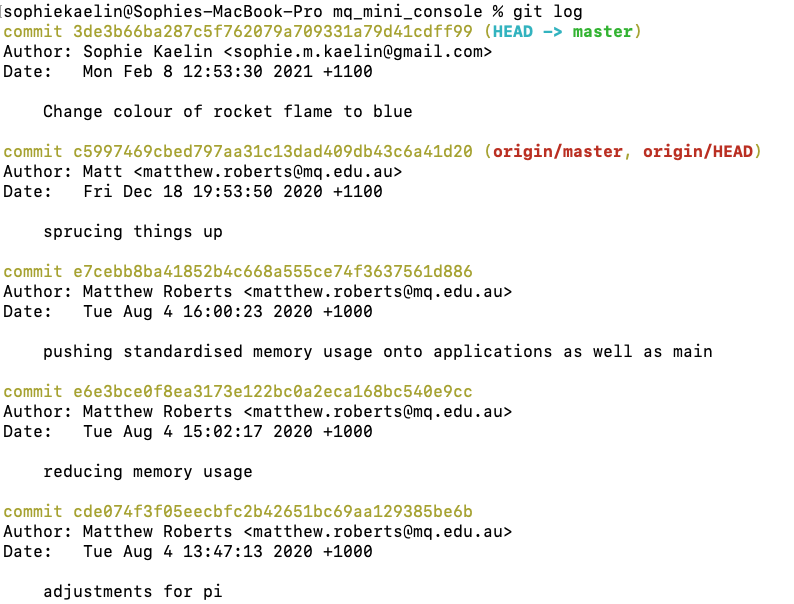 sophiekaelin@Sophies-MacBook-Pro mq_mini_console % git log
commit 3de3b66ba287c5f762079a709331a79d41cdff99 (HEAD -> master)
Author: Sophie Kaelin <sophie.m.kaelin@gmail.com>
Date:   Mon Feb 8 12:53:30 2021 +1100
    Change colour of rocket flame to blue
commit c5997469cbed797aa31c13dad409db43c6a41d20 (origin/master, origin/HEAD)
Author: Matt <matthew.roberts@mq.edu.au>
Date:   Fri Dec 18 19:53:50 2020 +1100
    sprucing things up
commit e7cebb8ba41852b4c668a555ce74f3637561d886
Author: Matthew Roberts <matthew.roberts@mq.edu.au>
Date:   Tue Aug 4 16:00:23 2020 +1000
    pushing standardised memory usage onto applications as well as main
commit e6e3bce0f8ea3173e122bc0a2eca168bc540e9cc
Author: Matthew Roberts <matthew.roberts@mq.edu.au>
Date:   Tue Aug 4 15:02:17 2020 +1000
    reducing memory usage
commit cde074f3f05eecbfc2b42651bc69aa129385be6b
Author: Matthew Roberts <matthew.roberts@mq.edu.au>
Date:   Tue Aug 4 13:47:13 2020 +1000
    adjustments for pi